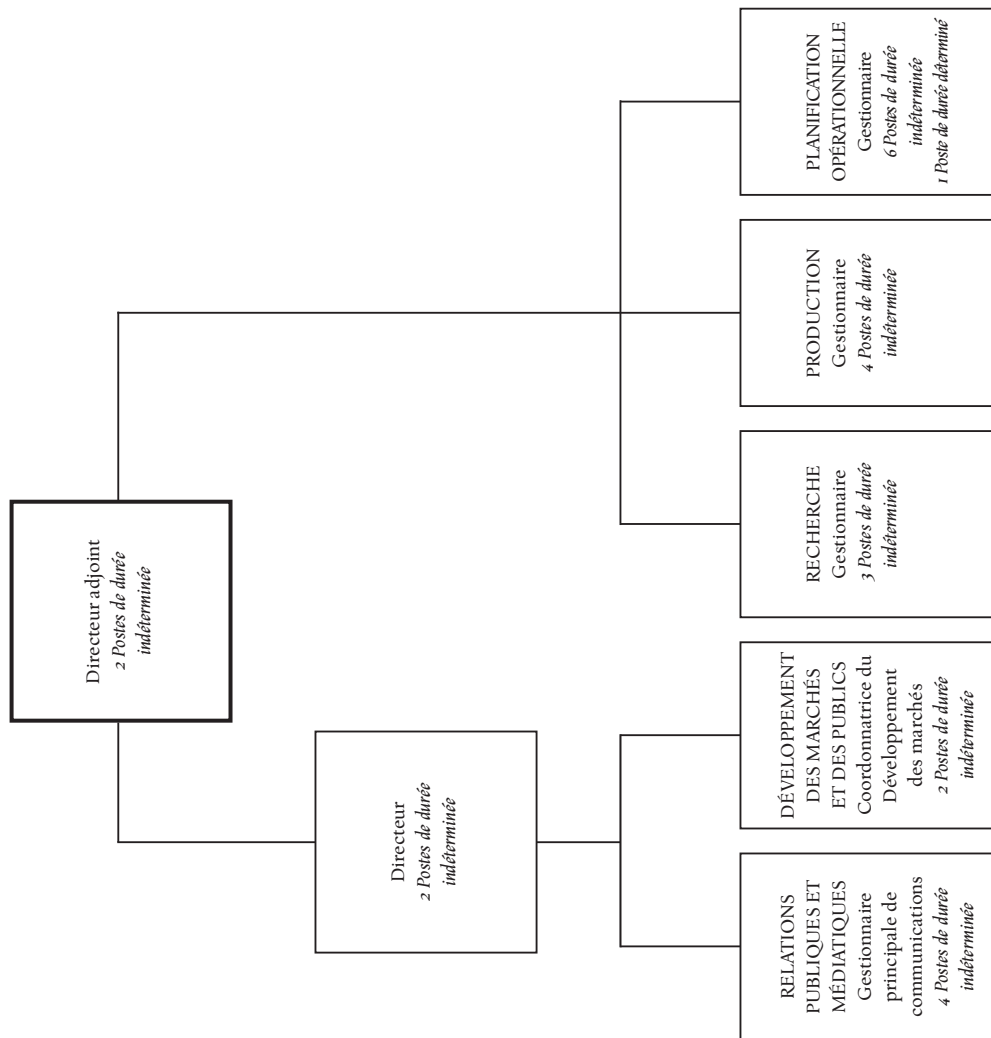 Directeur adjoint
2 Postes de durée
indéterminée
Directeur
2 Postes de durée
indéterminée
RELATIONS
PUBLIQUES ET
MÉDIATIQUES
Gestionnaire
principale de
communications
4 Postes de durée
indéterminée
DÉVELOPPEMENT
DES MARCHÉS
ET DES PUBLICS
Coordonnatrice du
Développement
des marchés
2 Postes de durée
indéterminée
RECHERCHE
Gestionnaire
3 Postes de durée
indéterminée
PRODUCTION
Gestionnaire
4 Postes de durée
indéterminée
PLANIFICATION
OPÉRATIONNELLE
Gestionnaire
6 Postes de durée
indéterminée
1 Poste de durée déterminé